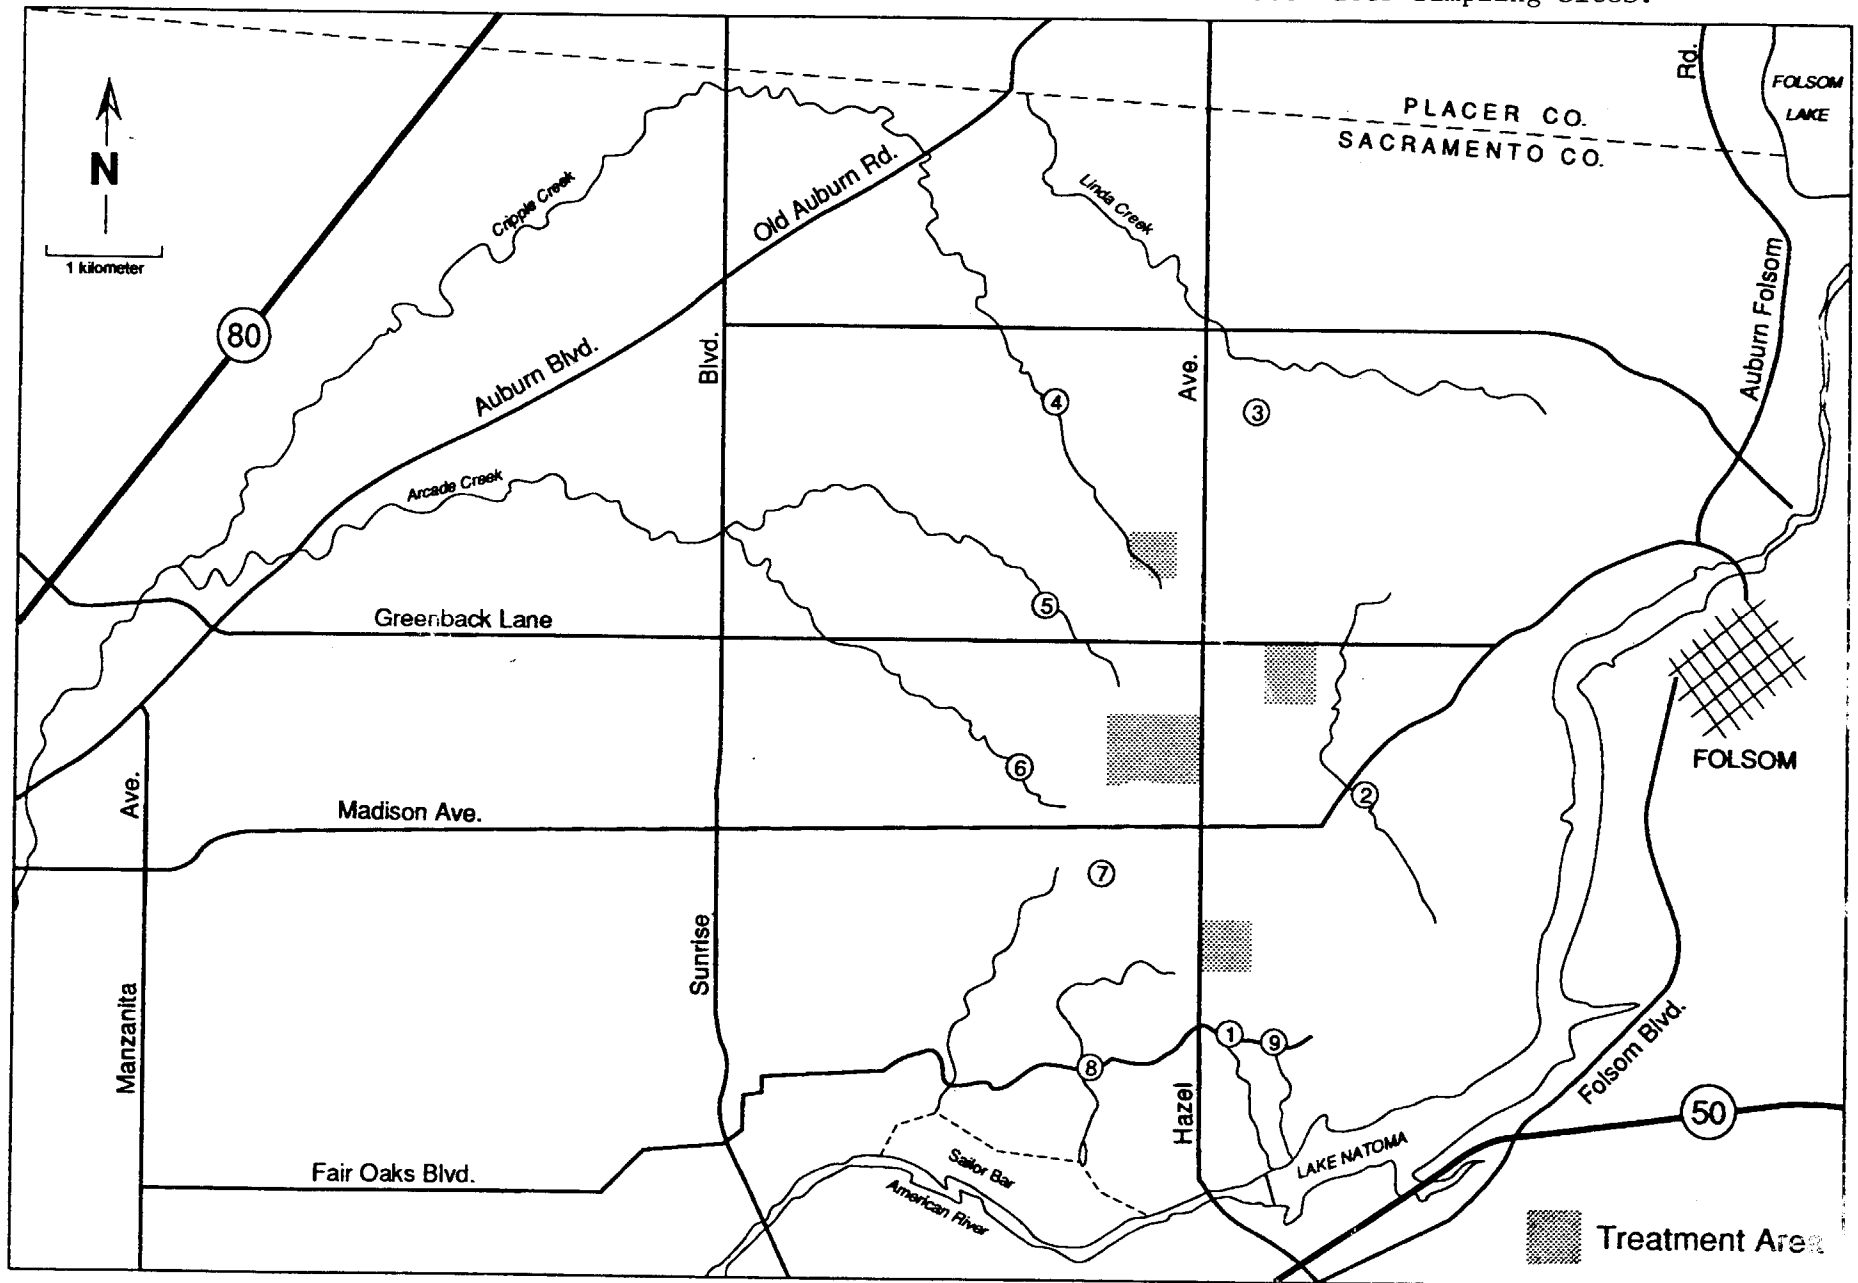 Sites.
Rd.
FOLSOM
LAKE
PLACER CO.
SACRAMENTO CO.
N
1 kilometer
Cripple Creek
Old Auburn Rd.
Linda Creek
80
Auburn Blvd.
Blvd.
Ave.
Auburn Folsom
4
3
Arcade Creek
5
Greenback Lane
6
2
FOLSOM
Ave.
Madison Ave.
7
Sunrise
Manzanita
1
9
8
Folsom Blvd.
50
Hazel
LAKE NATOMA
Sailor Bar
American River
Fair Oaks Blvd.
Treatment Area